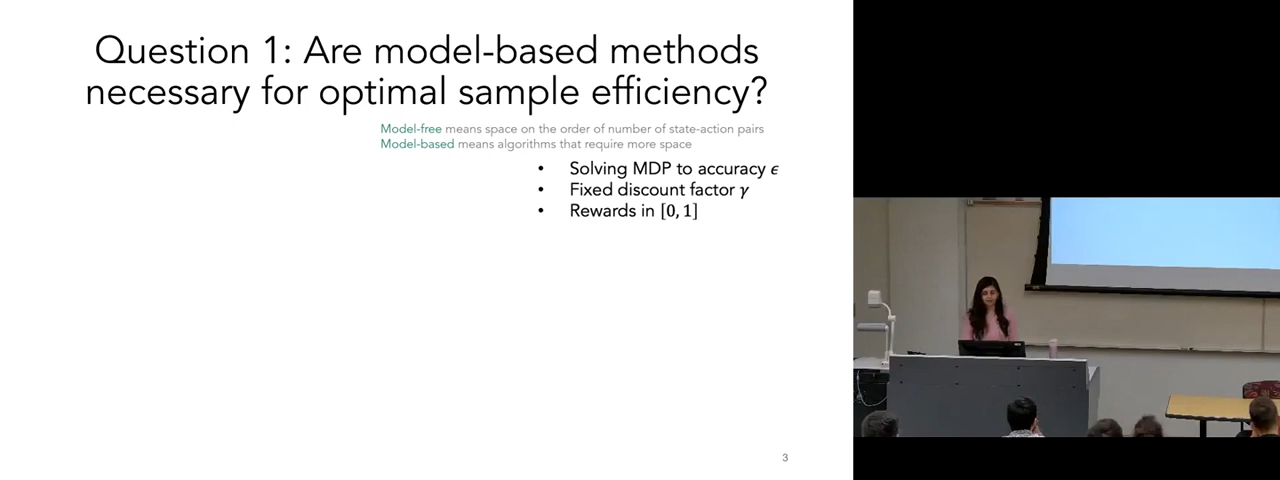 Question 1: Are model-based methods
necessary for optimal sample efficiency?
Model-free means space on the order of number of state-action pairs
Model-based means algorithms that require more space
• Solving MDP to accuracy ϵ
• Fixed discount factor γ
• Rewards in [0, 1]
3